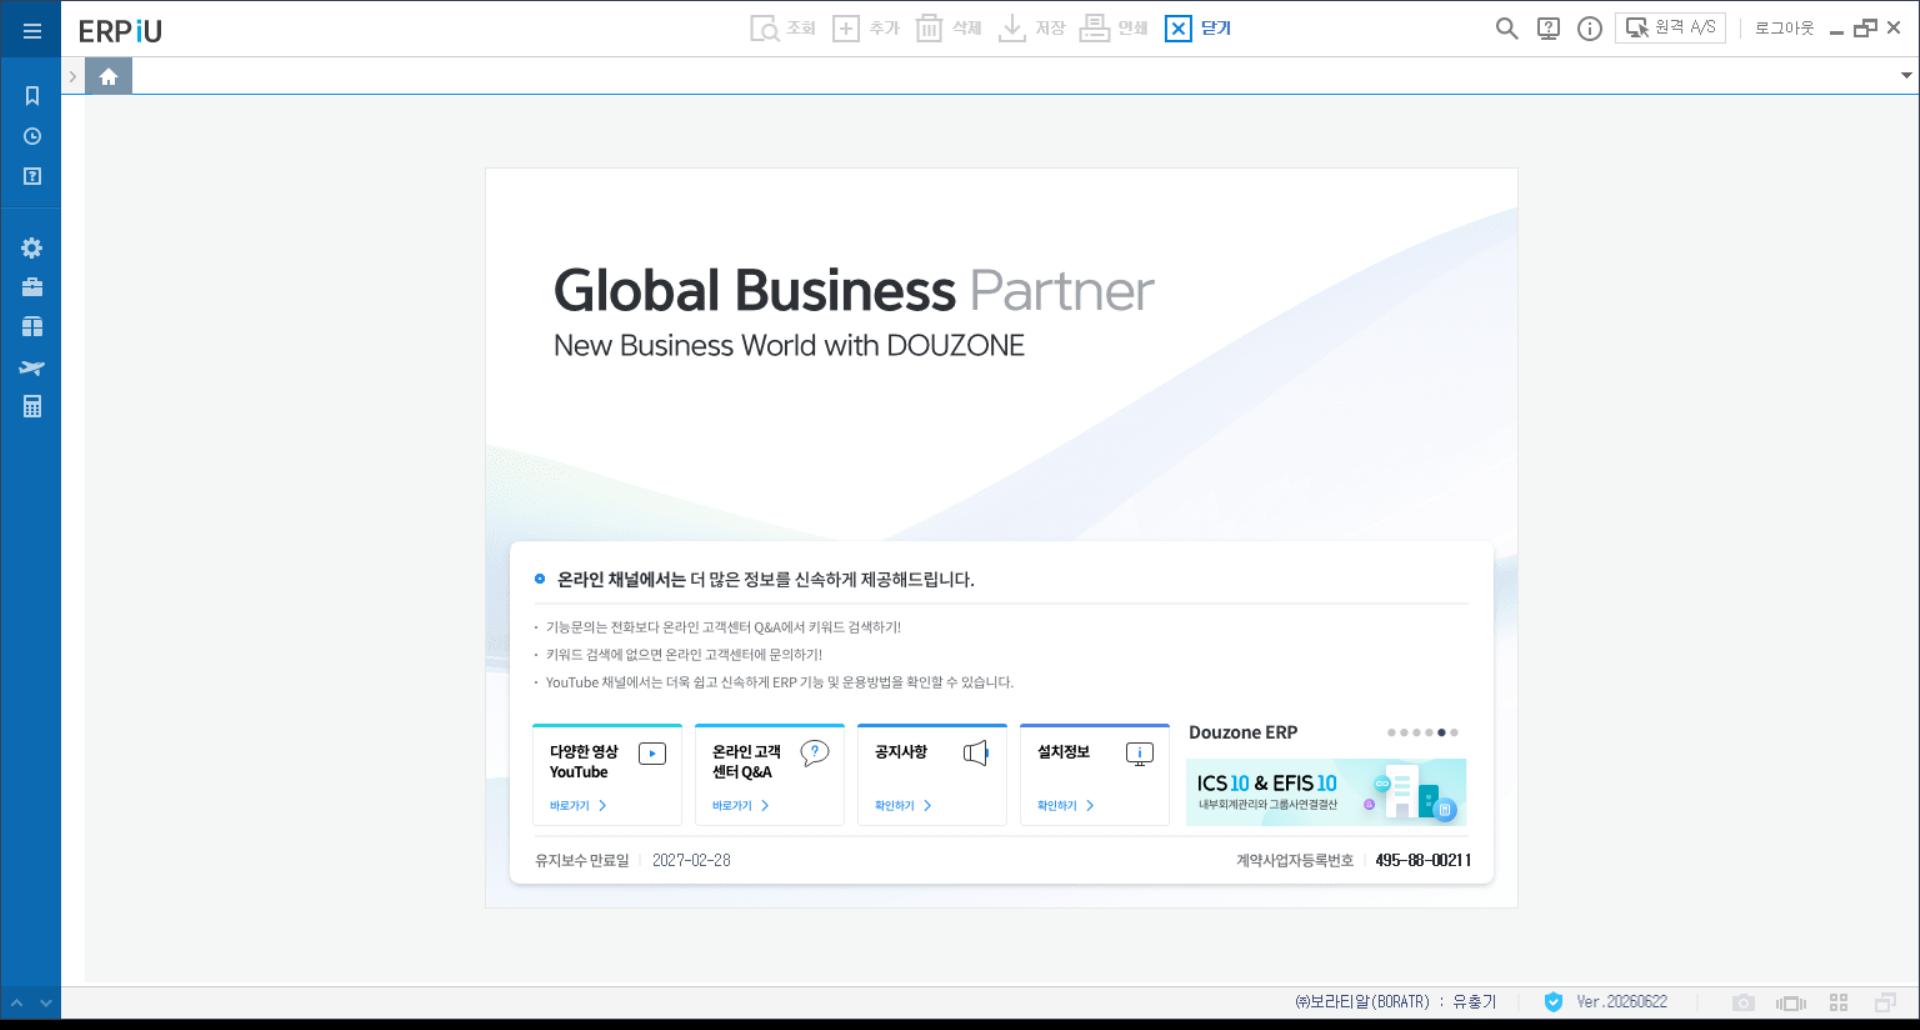 ERP iU
조회 추가 삭제 저장 인쇄 닫기
원격 A/S
로그아웃
Global Business Partner
New Business World with DOUZONE
온라인 채널에서는 더 많은 정보를 신속하게 제공해드립니다.
· 기능문의는 전화보다 온라인 고객센터 Q&A에서 키워드 검색하기!
· 키워드 검색에 없으면 온라인 고객센터에 문의하기!
· YouTube 채널에서는 더욱 쉽고 신속하게 ERP 기능 및 운용방법을 확인할 수 있습니다.
다양한 영상
YouTube
바로가기
온라인 고객
센터 Q&A
바로가기
공지사항
확인하기
설치정보
확인하기
Douzone ERP
ICS 10 & EFIS 10
내부회계관리와 그룹사연결결산
유지보수 만료일 2027-02-28
계약사업자등록번호 495-88-00211
㈜보라티알(BORATR) : 유충기
Ver.20260622